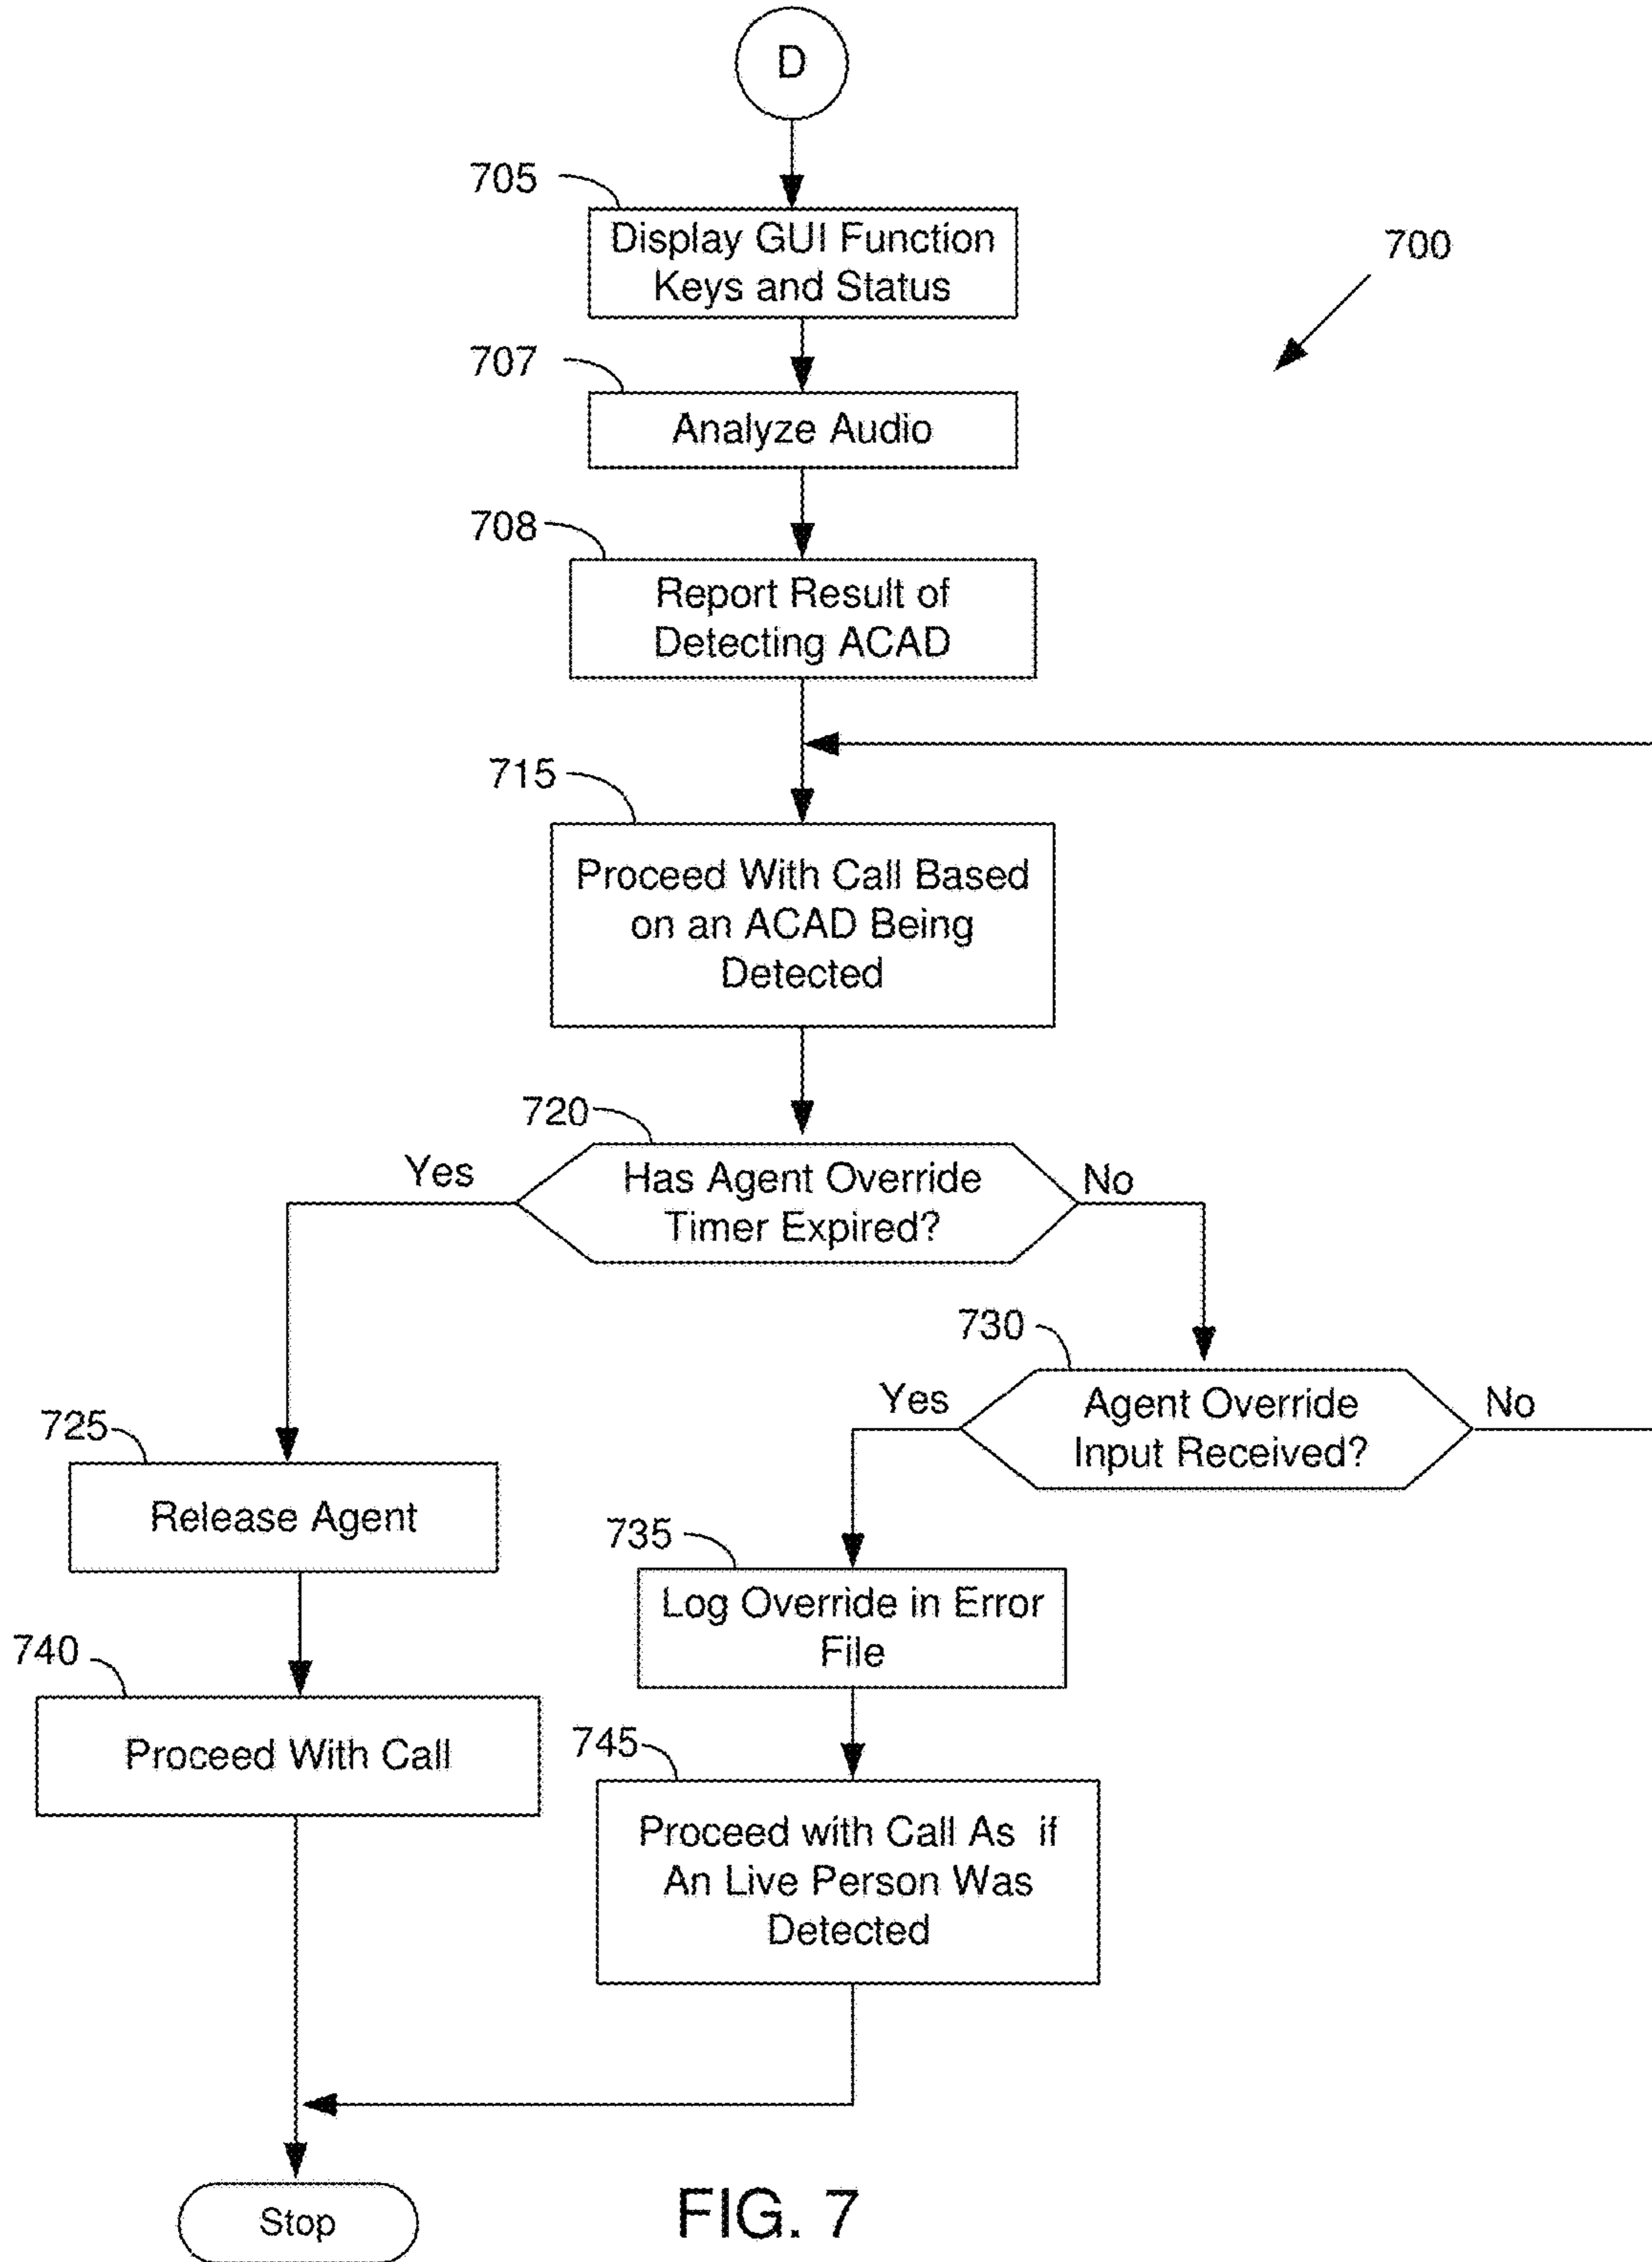 D
705
Display GUI Function
Keys and Status
700
707
Analyze Audio
708
Report Result of
Detecting ACAD
715
Proceed With Call Based
on an ACAD Being
Detected
720
Yes
Has Agent Override
Timer Expired?
No
730
Yes
Agent Override
Input Received?
No
725
Release Agent
735
Log Override in Error
File
740
Proceed With Call
745
Proceed with Call As if
An Live Person Was
Detected
Stop
FIG. 7